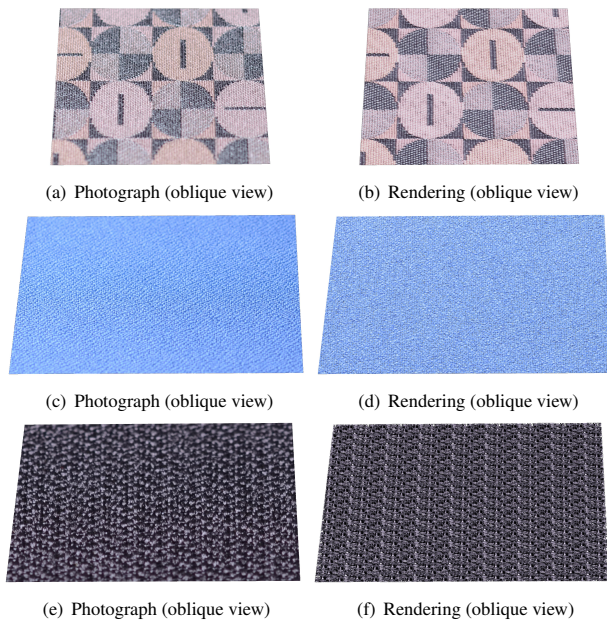 (a) Photograph (oblique view)
(b) Rendering (oblique view)
(c) Photograph (oblique view)
(d) Rendering (oblique view)
(e) Photograph (oblique view)
(f) Rendering (oblique view)